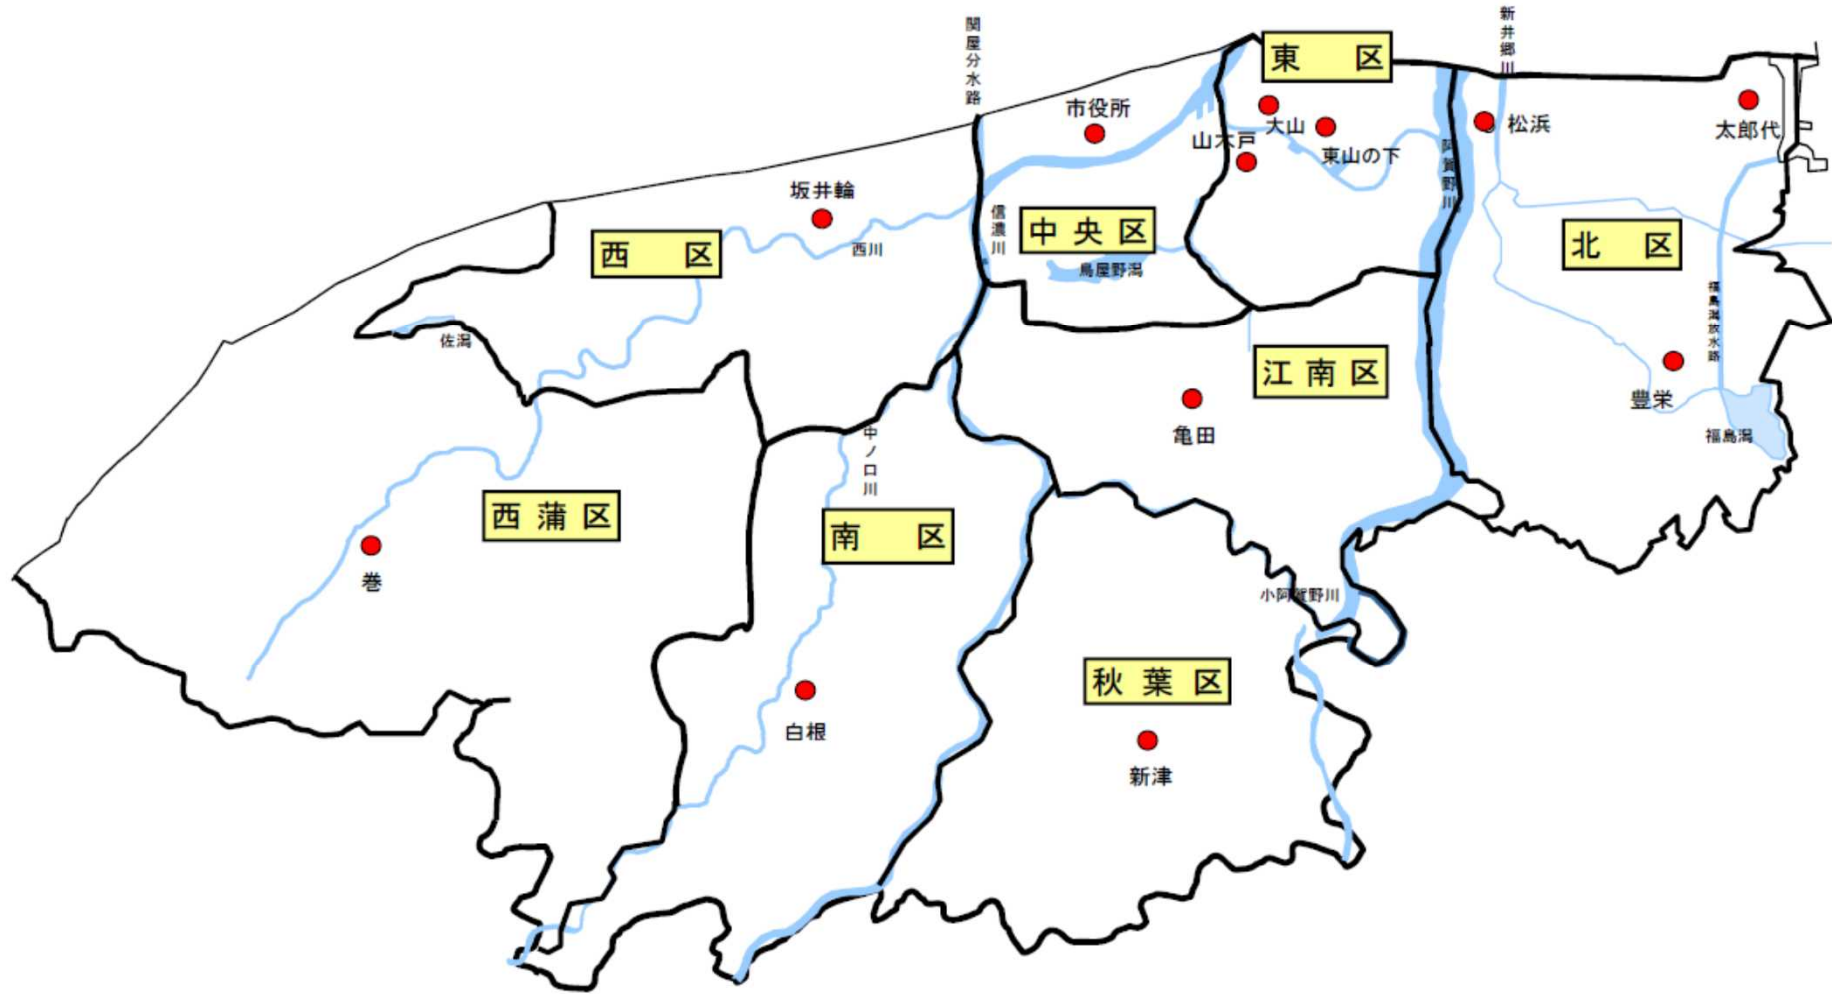 関屋分水路
新井郷川
東 区
市役所
大山
山木戸
東山の下
阿賀野川
松浜
太郎代
坂井輪
西川
信濃川
中央区
鳥屋野潟
西 区
北 区
福島潟放水路
佐潟
江南区
亀田
豊栄
福島潟
中ノ口川
西蒲区
南 区
巻
小阿賀野川
秋葉区
白根
新津